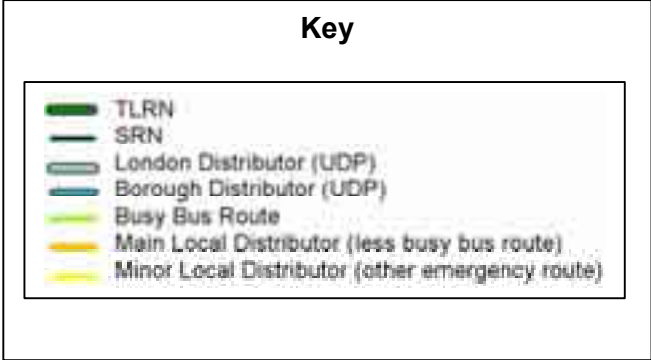 Key
TLRN
SRN
London Distributor (UDP)
Borough Distributor (UDP)
Busy Bus Route
Main Local Distributor (less busy bus route)
Minor Local Distributor (other emergency route)